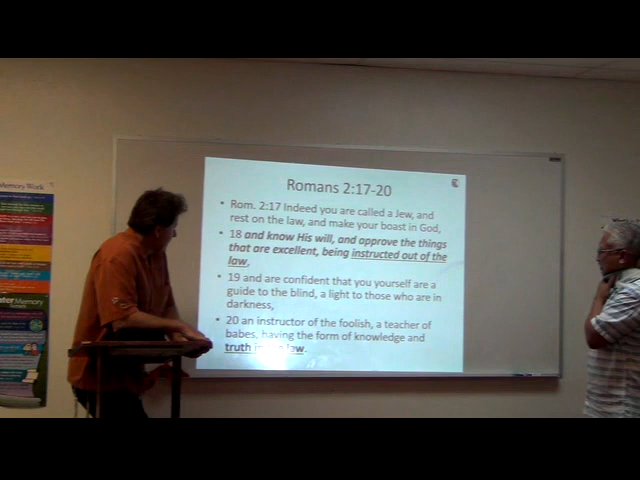 Memory Work
Romans 2:17-20
• Rom. 2:17 Indeed you are called a Jew, and
rest on the law, and make your boast in God,
• 18 and know His will, and approve the things
that are excellent, being instructed out of the
law,
• 19 and are confident that you yourself are a
guide to the blind, a light to those who are in
darkness,
• 20 an instructor of the foolish, a teacher of
babes, having the form of knowledge and
truth in the law.
Memory